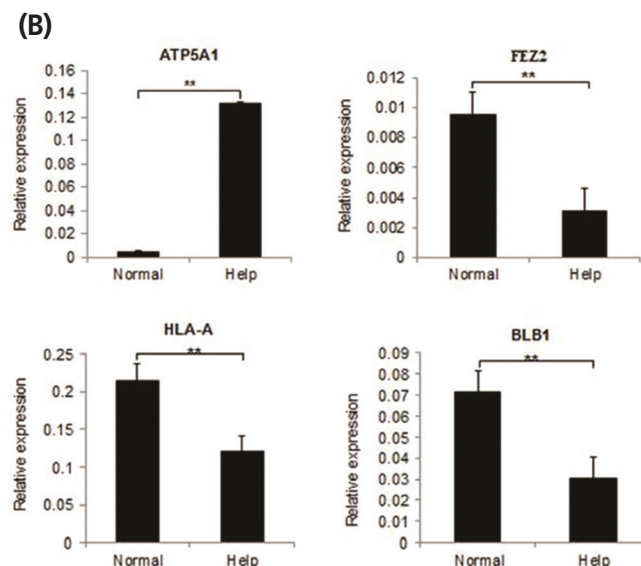 (B)
ATP5A1
Relative expression
0.16
0.14
0.12
0.1
0.08
0.06
0.04
0.02
0
**
Normal Help
FEZ2
Relative expression
0.012
0.01
0.008
0.006
0.004
0.002
0
**
Normal Help
HLA-A
Relative expression
0.25
0.2
0.15
0.1
0.05
0
**
Normal Help
BLB1
Relative expression
0.09
0.08
0.07
0.06
0.05
0.04
0.03
0.02
0.01
0
**
Normal Help